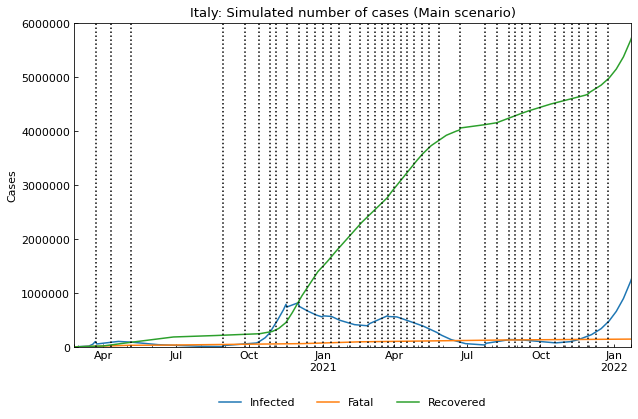 Italy: Simulated number of cases (Main scenario)
6000000
5000000
4000000
3000000
2000000
1000000
0
Cases
Apr Jul Oct Jan Apr Jul Oct Jan
2021 2022
Infected Fatal Recovered